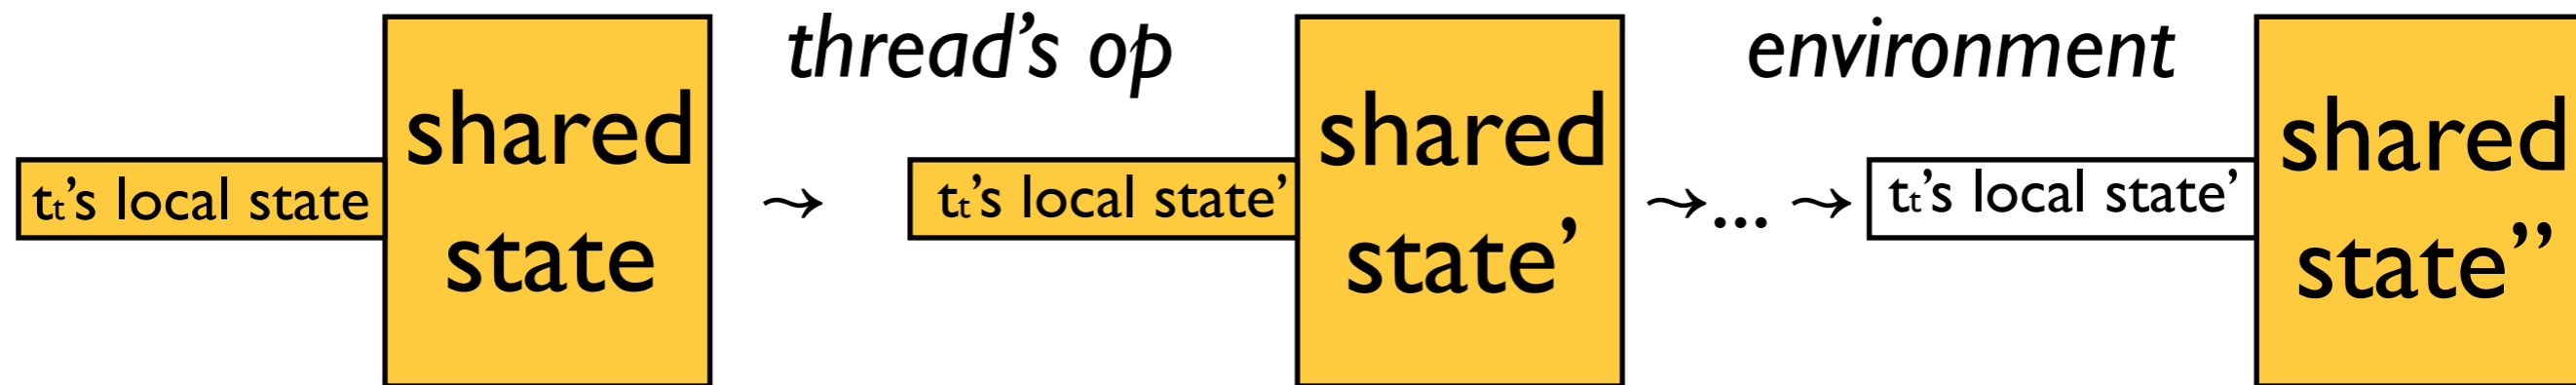 thread’s op
environment
tₜ’s local state
shared
state
⤳
tₜ’s local state’
shared
state’
⤳... ⤳
tₜ’s local state’
shared
state’’